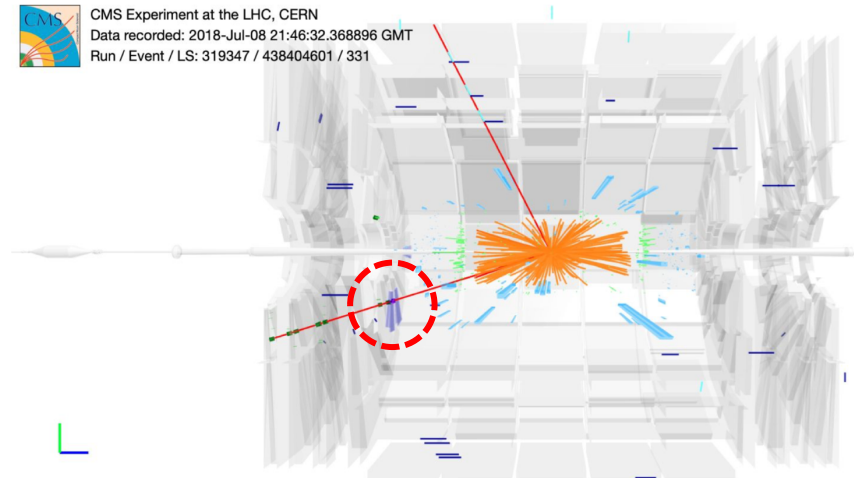 CMS
CMS Experiment at the LHC, CERN
Data recorded: 2018-Jul-08 21:46:32.368896 GMT
Run / Event / LS: 319347 / 438404601 / 331